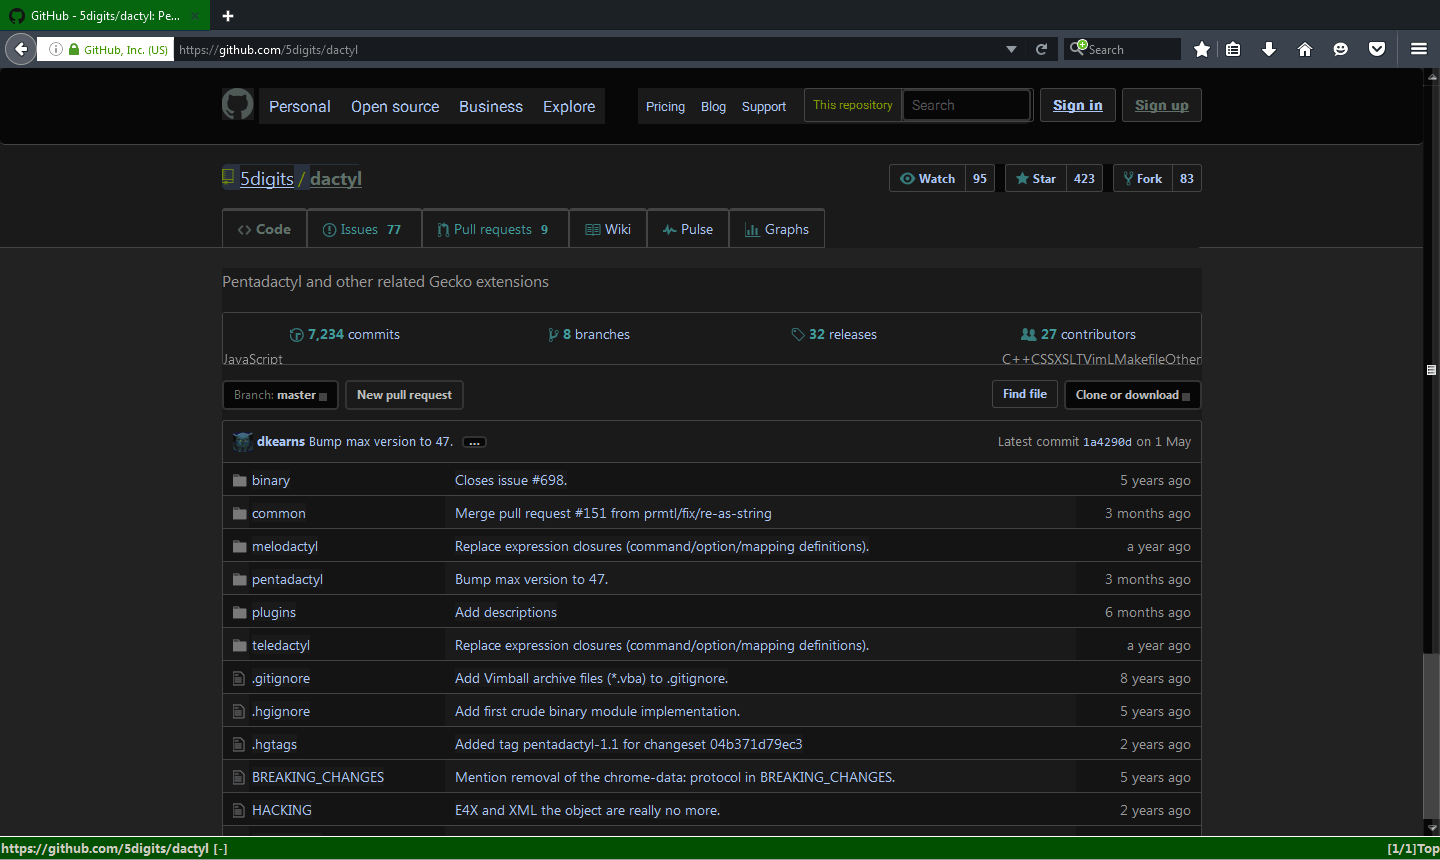 GitHub - 5digits/dactyl: Pe...
GitHub, Inc. (US) https://github.com/5digits/dactyl Search
Personal Open source Business Explore Pricing Blog Support This repository Search Sign in Sign up
5digits / dactyl Watch 95 Star 423 Fork 83
Code Issues 77 Pull requests 9 Wiki Pulse Graphs
Pentadactyl and other related Gecko extensions
7,234 commits 8 branches 32 releases 27 contributors
JavaScript C++CSSXSLTVimLMakefileOther
Branch: master New pull request Find file Clone or download
dkearns Bump max version to 47. ... Latest commit 1a4290d on 1 May
binary Closes issue #698. 5 years ago
common Merge pull request #151 from prmtl/fix/re-as-string 3 months ago
melodactyl Replace expression closures (command/option/mapping definitions). a year ago
pentadactyl Bump max version to 47. 3 months ago
plugins Add descriptions 6 months ago
teledactyl Replace expression closures (command/option/mapping definitions). a year ago
.gitignore Add Vimball archive files (*.vba) to .gitignore. 8 years ago
.hgignore Add first crude binary module implementation. 5 years ago
.hgtags Added tag pentadactyl-1.1 for changeset 04b371d79ec3 2 years ago
BREAKING_CHANGES Mention removal of the chrome-data: protocol in BREAKING_CHANGES. 5 years ago
HACKING E4X and XML the object are really no more. 2 years ago
https://github.com/5digits/dactyl [-] [1/1]Top